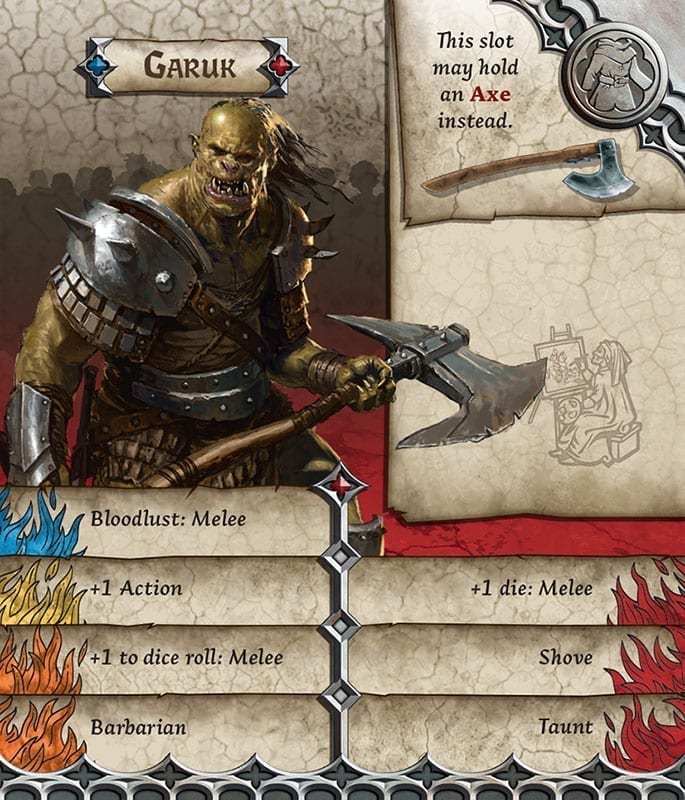 Garuk
This slot
may hold
an Axe
instead.
Bloodlust: Melee
+1 Action
+1 die: Melee
+1 to dice roll: Melee
Shove
Barbarian
Taunt